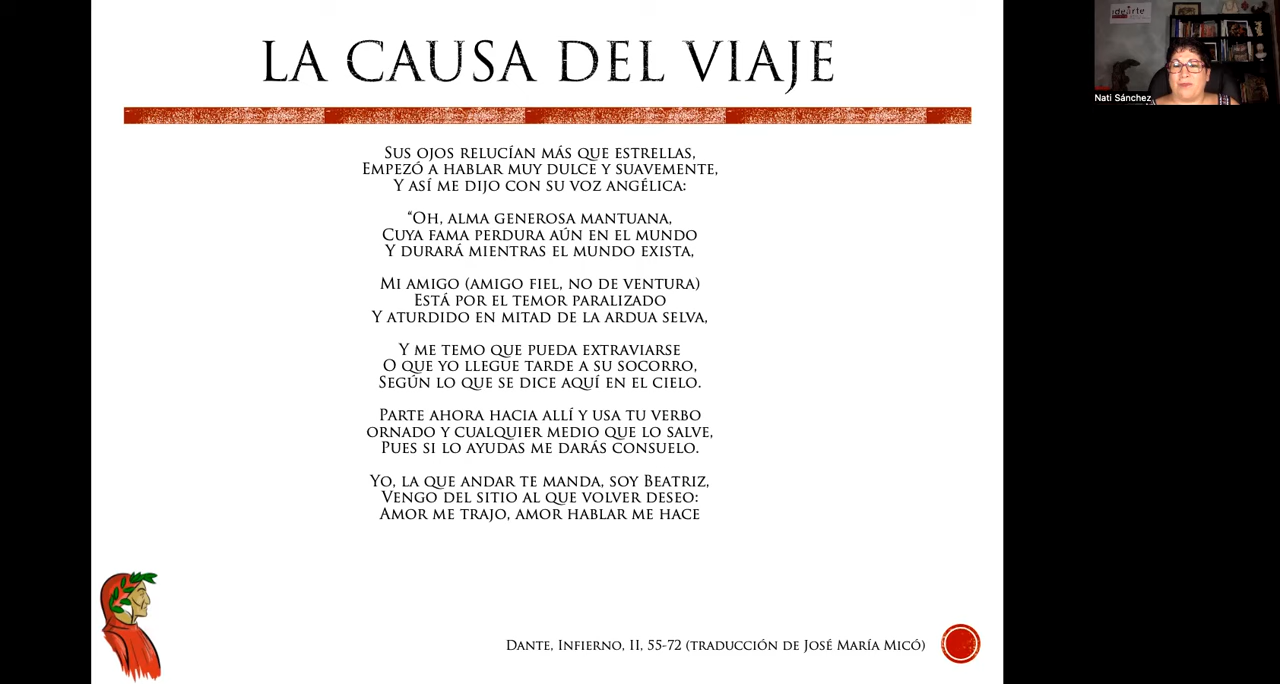 LA CAUSA DEL VIAJE
idearte
Nati Sánchez
Sus ojos relucían más que estrellas,
Empezó a hablar muy dulce y suavemente,
Y así me dijo con su voz angélica:
“Oh, alma generosa mantuana,
Cuya fama perdura aún en el mundo
Y durará mientras el mundo exista,
Mi amigo (amigo fiel, no de ventura)
Está por el temor paralizado
Y aturdido en mitad de la ardua selva,
Y me temo que pueda extraviarse
O que yo llegue tarde a su socorro,
Según lo que se dice aquí en el cielo.
Parte ahora hacia allí y usa tu verbo
ornado y cualquier medio que lo salve,
Pues si lo ayudas me darás consuelo.
Yo, la que andar te manda, soy Beatriz,
Vengo del sitio al que volver deseo:
Amor me trajo, amor hablar me hace
Dante, Infierno, II, 55-72 (traducción de José María Micó)